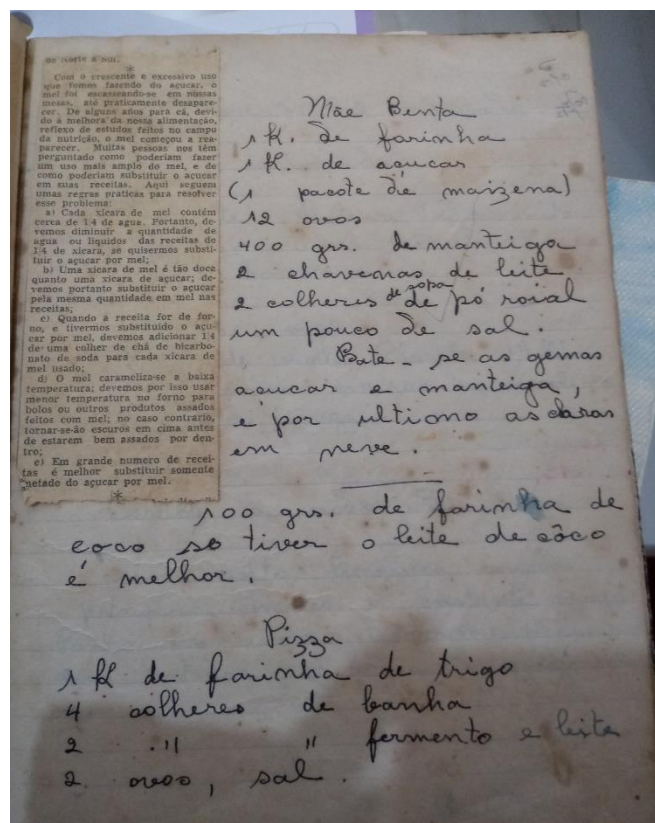 de Norte a Sul.
*
Com o crescente e excessivo uso
que fomos fazendo do açucar, o
mel foi escasseando-se em nossas
mesas, até praticamente desapare-
cer. De alguns años para cá, devi-
do à melhora da nossa alimentação,
reflexo de estudos feitos no campo
da nutrição, o mel começou a rea-
parecer. Muitas pessoas nos têm
perguntado como poderiam fazer
um uso mais amplo do mel, e de
como poderiam substituir o açucar
em suas receitas. Aqui seguem
umas regras praticas para resolver
esse problema:
a) Cada xicara de mel contém
cerca de 1/4 de agua. Portanto, de-
vemos diminuir a quantidade de
agua ou liquidos das receitas de
1/4 de xicara, se quisermos substi-
tuir o açucar por mel;
b) Uma xicara de mel é tão doce
quanto uma xicara de açucar; de-
vemos portanto substituir o açucar
pela mesma quantidade em mel nas
receitas;
c) Quando a receita for de for-
no, e tivermos substituido o açu-
car por mel, devemos adicionar 1/4
de uma colher de chá de bicarbo-
nato de soda para cada xicara de
mel usado;
d) O mel carameliza-se a baixa
temperatura; devemos por isso usar
menor temperatura no forno para
bolos ou outros produtos assados
feitos com mel; no caso contrario,
tornar-se-ão escuros em cima antes
de estarem bem assados por den-
tro;
e) Em grande numero de recei-
tas é melhor substituir somente
metade do açucar por mel.
*
Mãe Benta
1 K. de farinha
1 K. de açucar
(1 pacote de maizena)
12 ovos
400 grs. de manteiga
2 chavenas de leite
2 colheres de sopa de pó roial
um pouco de sal.
Bate-se as gemas
açucar e manteiga,
e por ultiono as claras
em neve.
100 grs. de farinha de
coco se tiver o leite de côco
é melhor.
Pizza
1 K de farinha de trigo
4 colheres de banha
2 " " fermento e leite
2 ovos, sal.